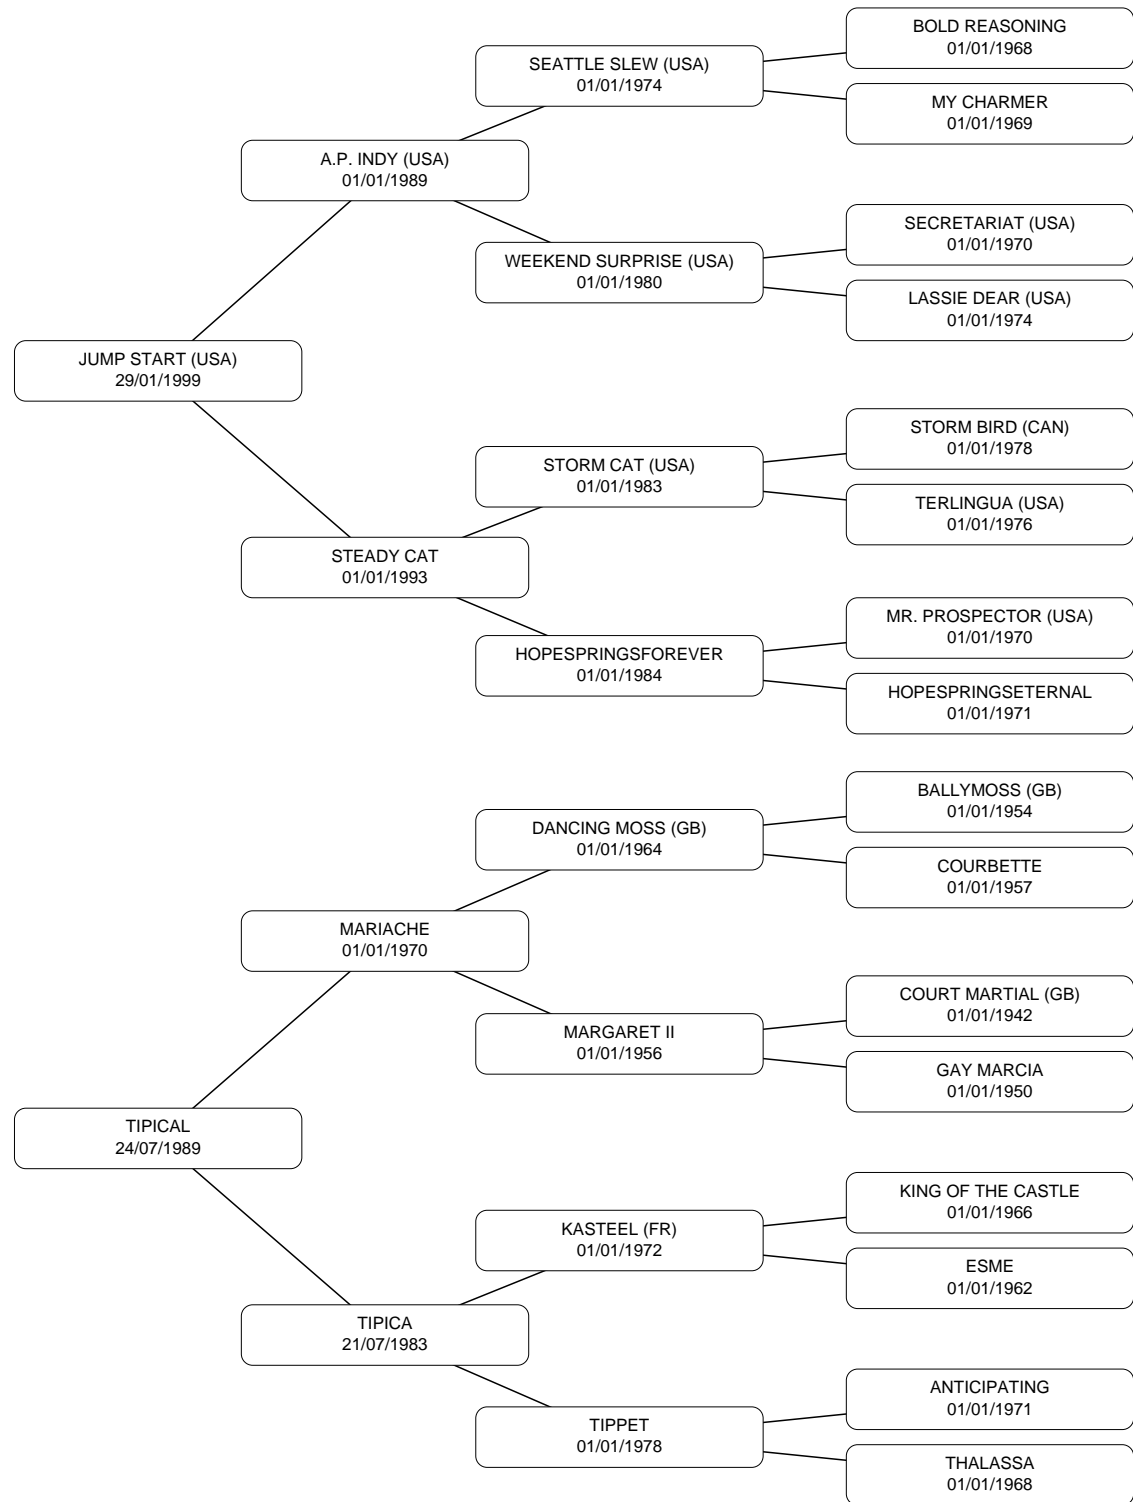 BOLD REASONING
01/01/1968
SEATTLE SLEW (USA)
01/01/1974
MY CHARMER
01/01/1969
A.P. INDY (USA)
01/01/1989
SECRETARIAT (USA)
01/01/1970
WEEKEND SURPRISE (USA)
01/01/1980
LASSIE DEAR (USA)
01/01/1974
JUMP START (USA)
29/01/1999
STORM BIRD (CAN)
01/01/1978
STORM CAT (USA)
01/01/1983
TERLINGUA (USA)
01/01/1976
STEADY CAT
01/01/1993
MR. PROSPECTOR (USA)
01/01/1970
HOPESPRINGSFOREVER
01/01/1984
HOPESPRINGSETERNAL
01/01/1971
BALLYMOSS (GB)
01/01/1954
DANCING MOSS (GB)
01/01/1964
COURBETTE
01/01/1957
MARIACHE
01/01/1970
COURT MARTIAL (GB)
01/01/1942
MARGARET II
01/01/1956
GAY MARCIA
01/01/1950
TIPICAL
24/07/1989
KING OF THE CASTLE
01/01/1966
KASTEEL (FR)
01/01/1972
ESME
01/01/1962
TIPICA
21/07/1983
ANTICIPATING
01/01/1971
TIPPET
01/01/1978
THALASSA
01/01/1968